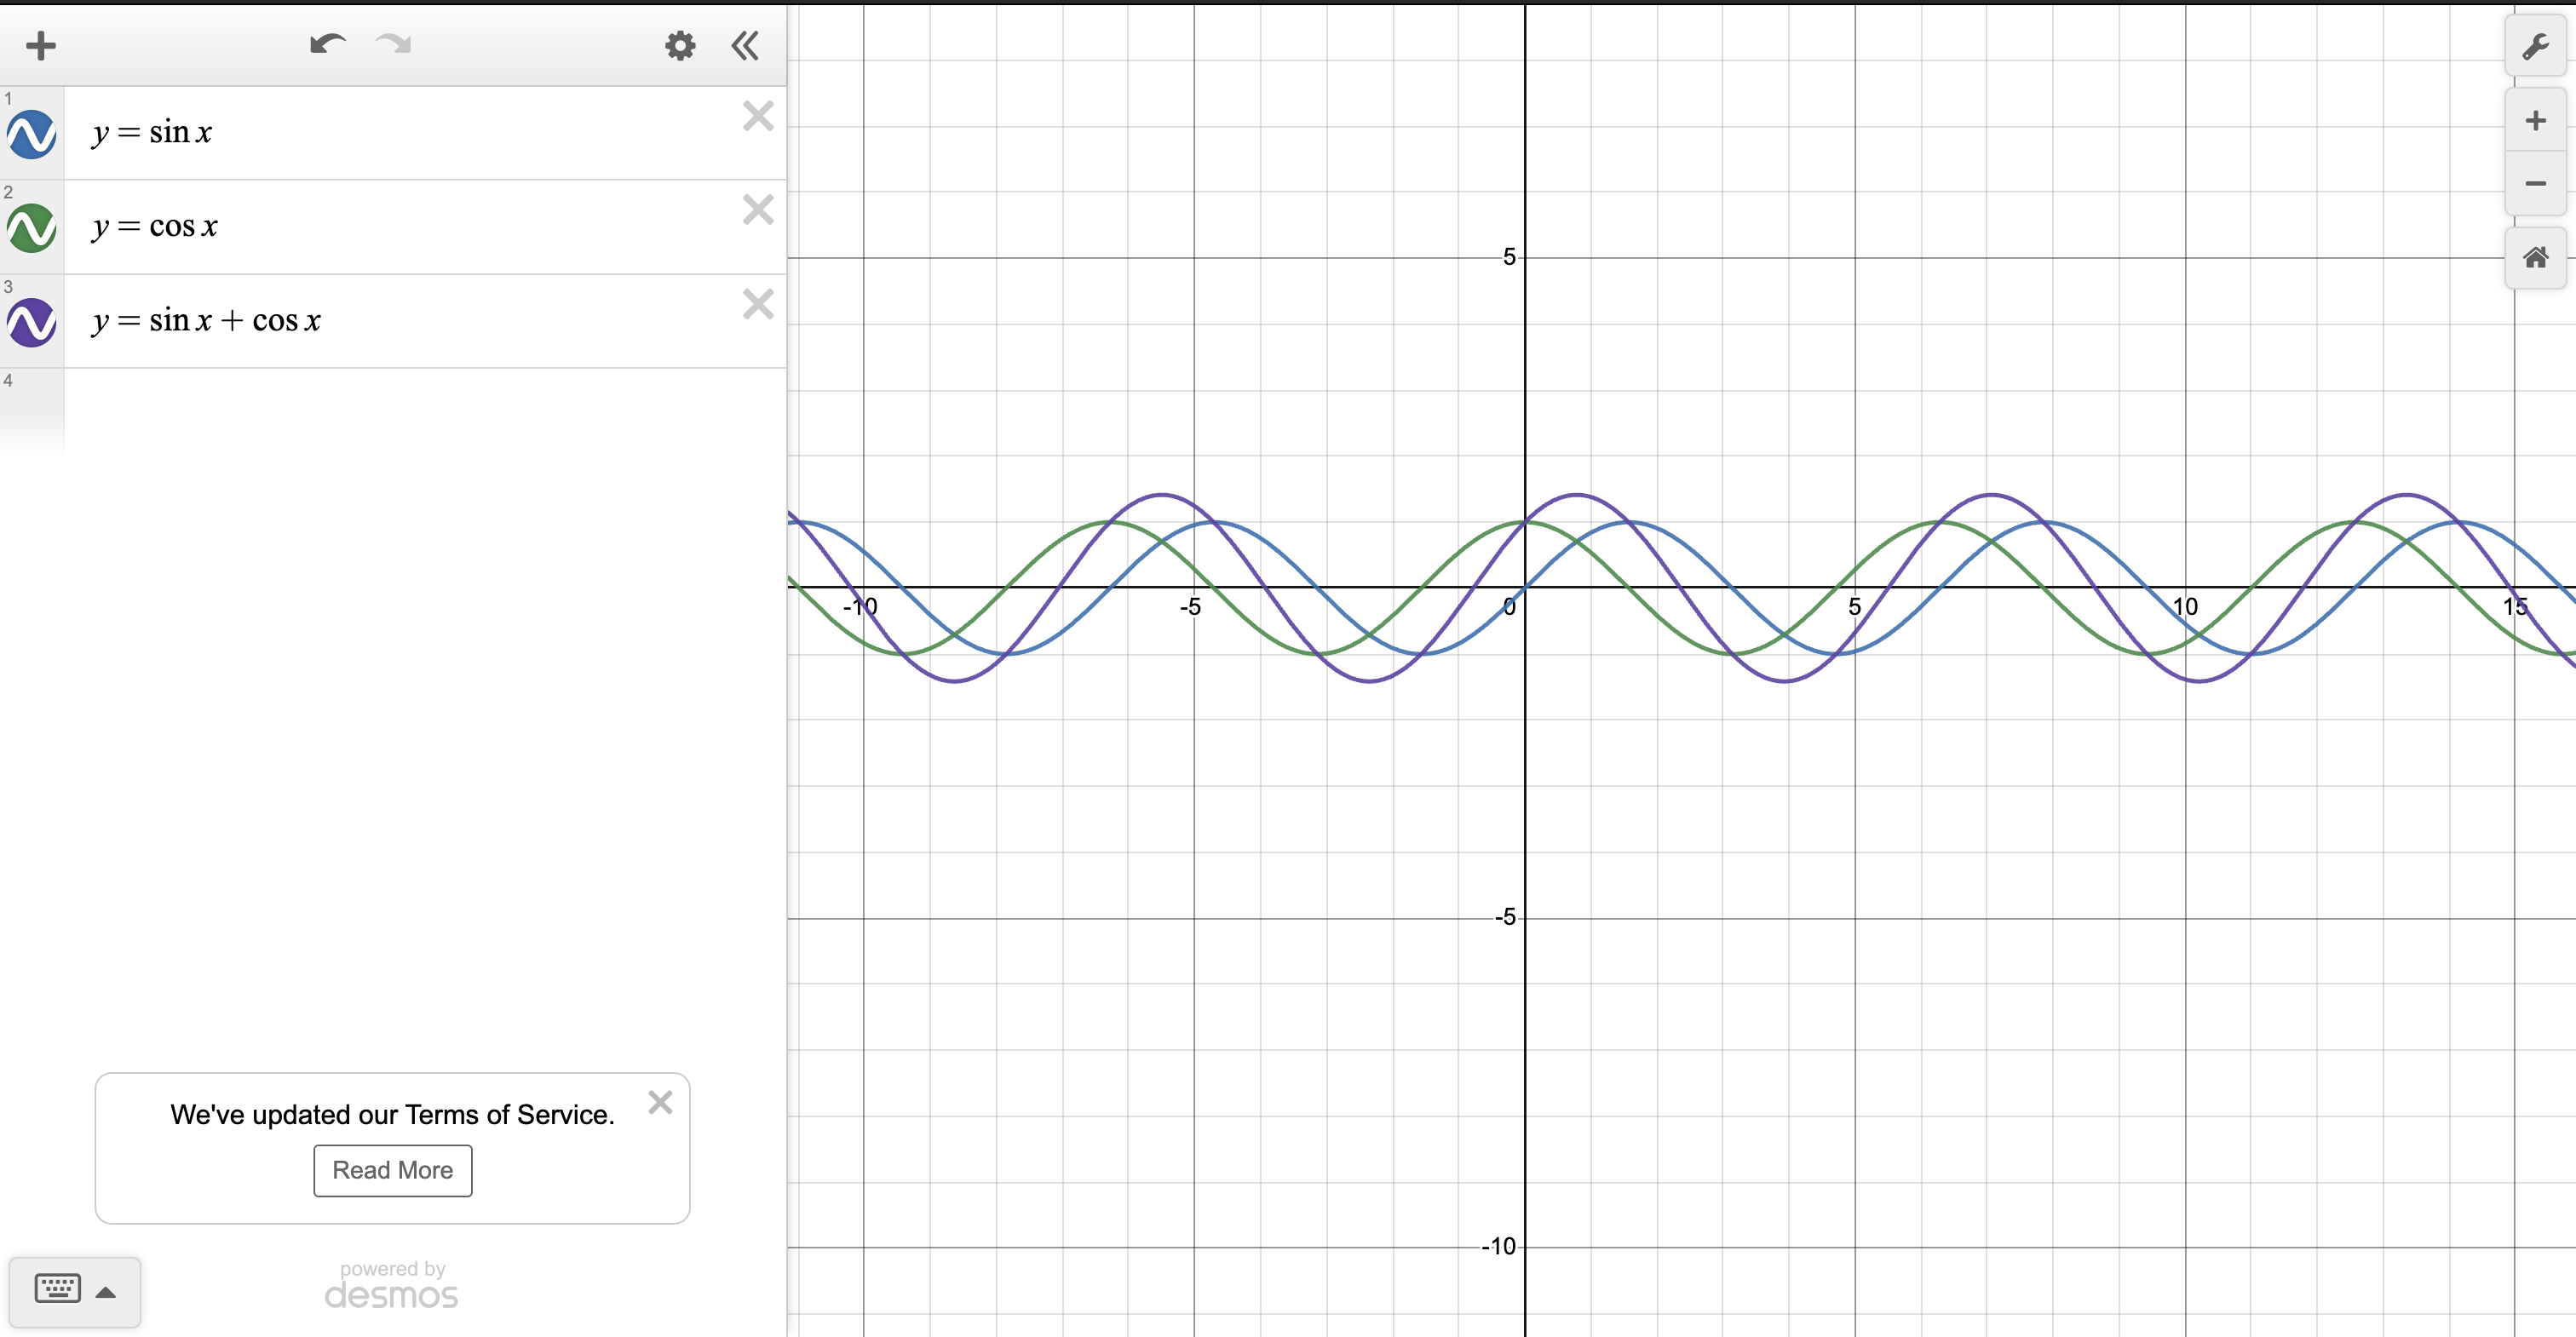 1
y = sin x
2
y = cos x
3
y = sin x + cos x
4
We've updated our Terms of Service.
Read More
powered by
desmos
5
-10
-5
0
5
10
15
-5
-10